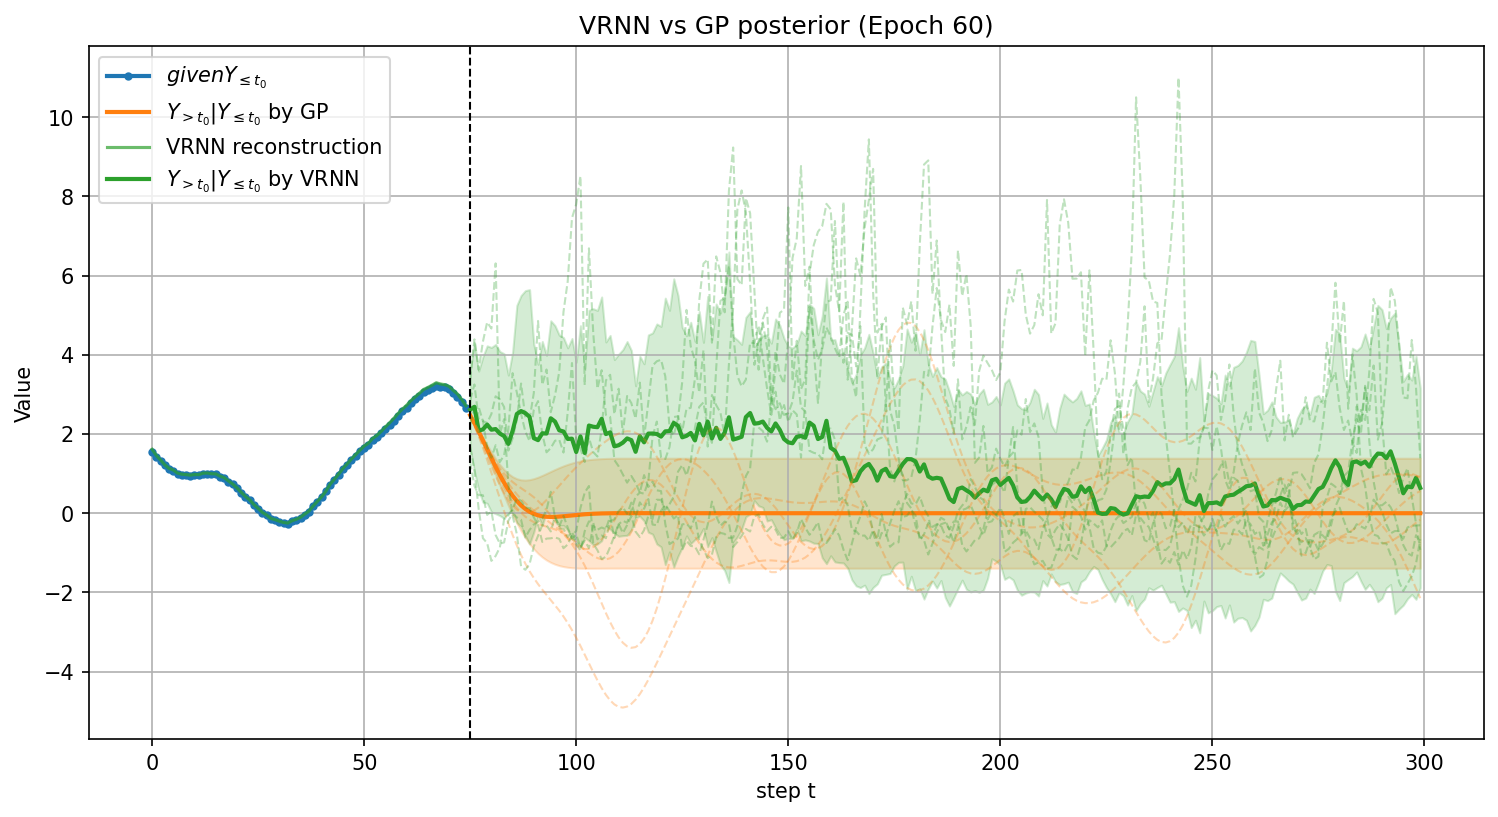 VRNN vs GP posterior (Epoch 60)
givenY≤t₀
Y>t₀|Y≤t₀ by GP
VRNN reconstruction
Y>t₀|Y≤t₀ by VRNN
Value
10
8
6
4
2
0
−2
−4
0 50 100 150 200 250 300
step t